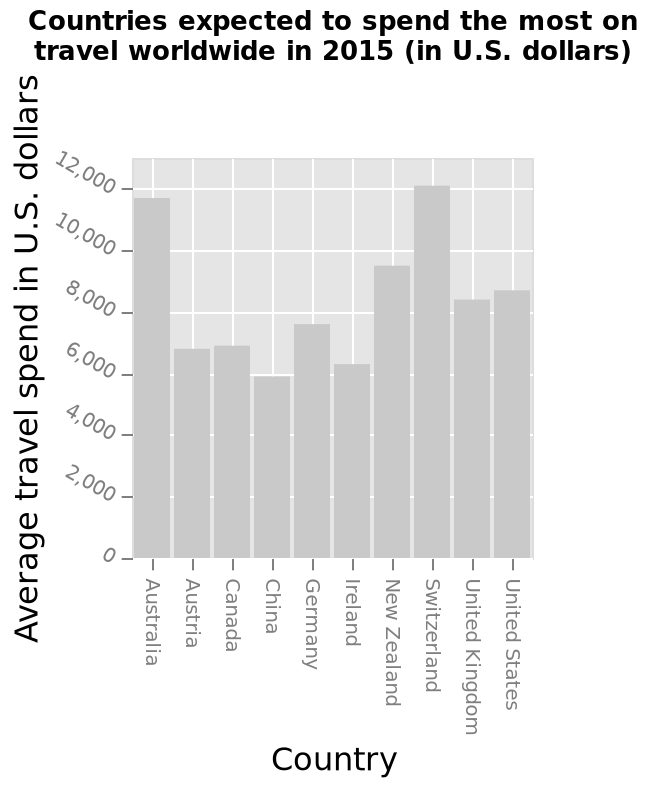 Countries expected to spend the most on
travel worldwide in 2015 (in U.S. dollars)
Average travel spend in U.S. dollars
12,000
10,000
8,000
6,000
4,000
2,000
0
Australia
Austria
Canada
China
Germany
Ireland
New Zealand
Switzerland
United Kingdom
United States
Country